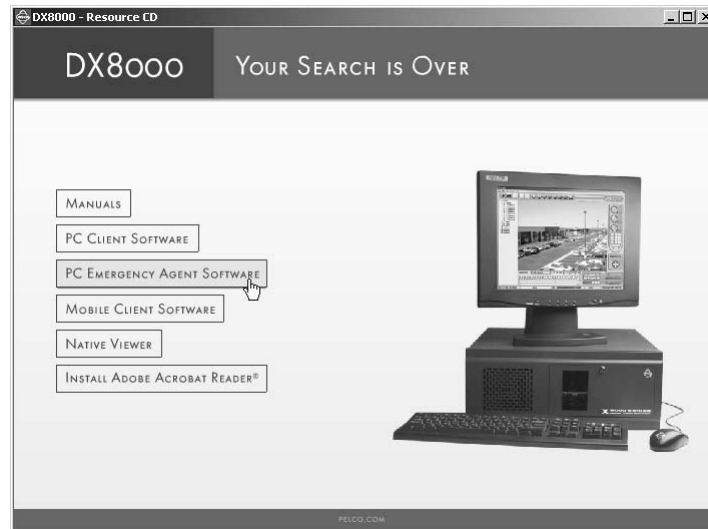 DX8000 - Resource CD
DX8000
YOUR SEARCH IS OVER
MANUALS
PC CLIENT SOFTWARE
PC EMERGENCY AGENT SOFTWARE
MOBILE CLIENT SOFTWARE
NATIVE VIEWER
INSTALL ADOBE ACROBAT READER®
PELCO.COM